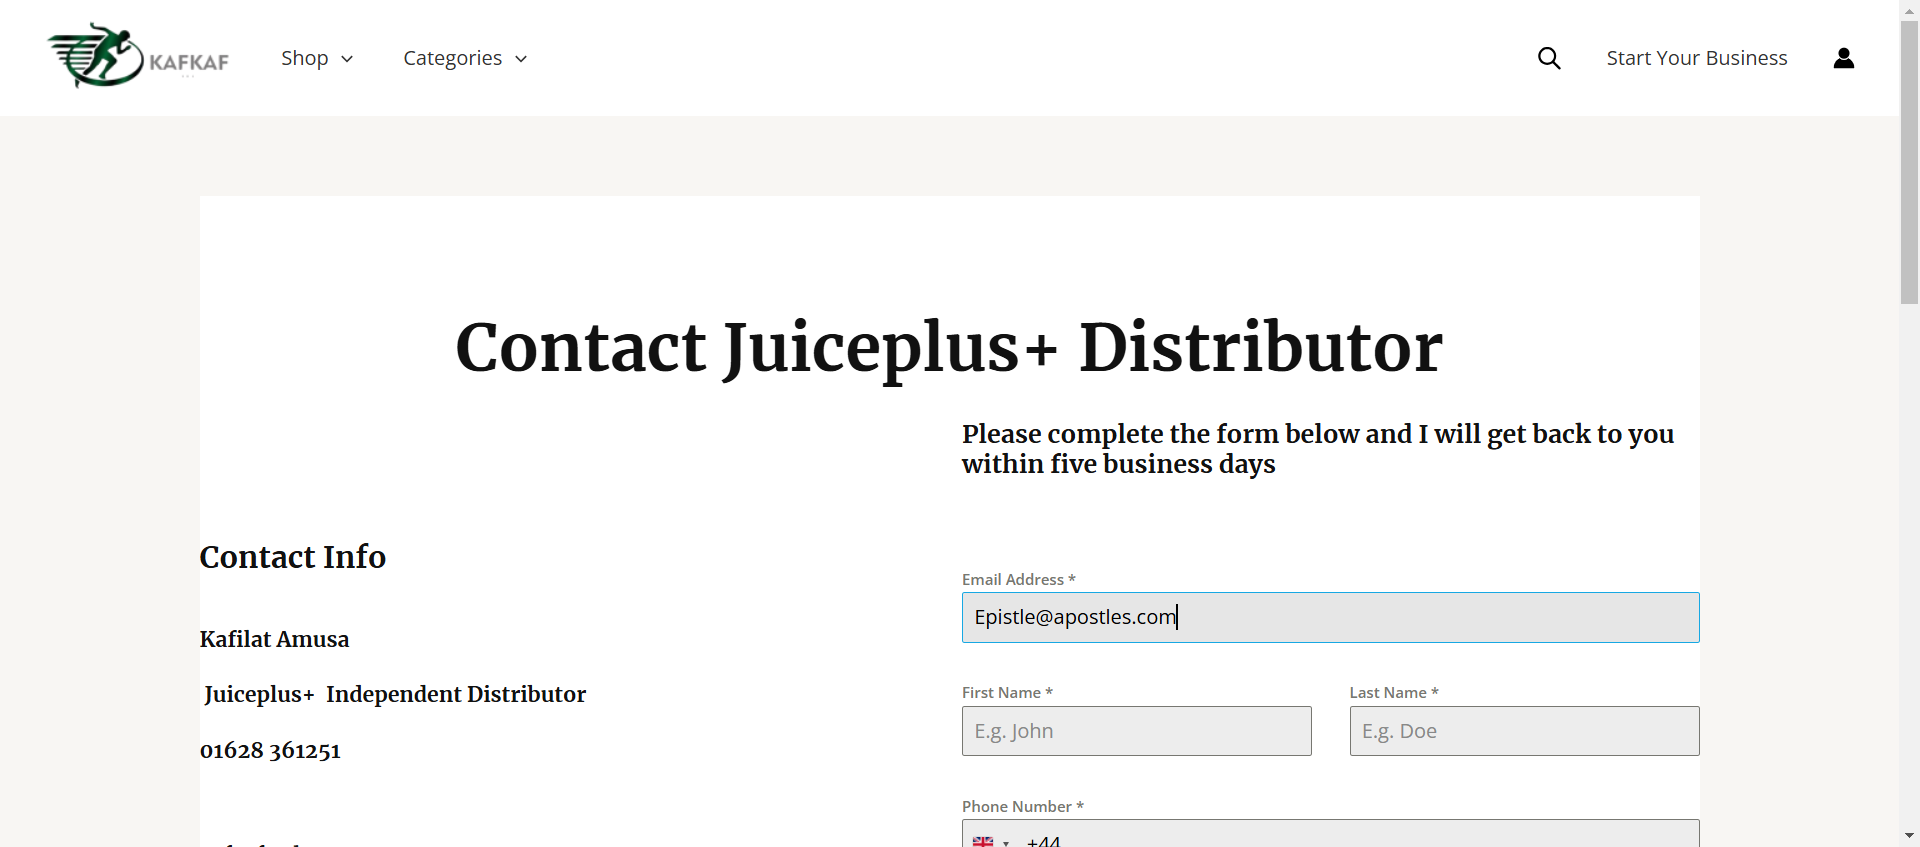 KAFKAF
Shop
Categories
Start Your Business
Contact Juiceplus+ Distributor
Please complete the form below and I will get back to you
within five business days
Contact Info
Kafilat Amusa
Juiceplus+ Independent Distributor
01628 361251
Email Address *
Epistle@apostles.com
First Name *
Last Name *
E.g. John
E.g. Doe
Phone Number *
+44